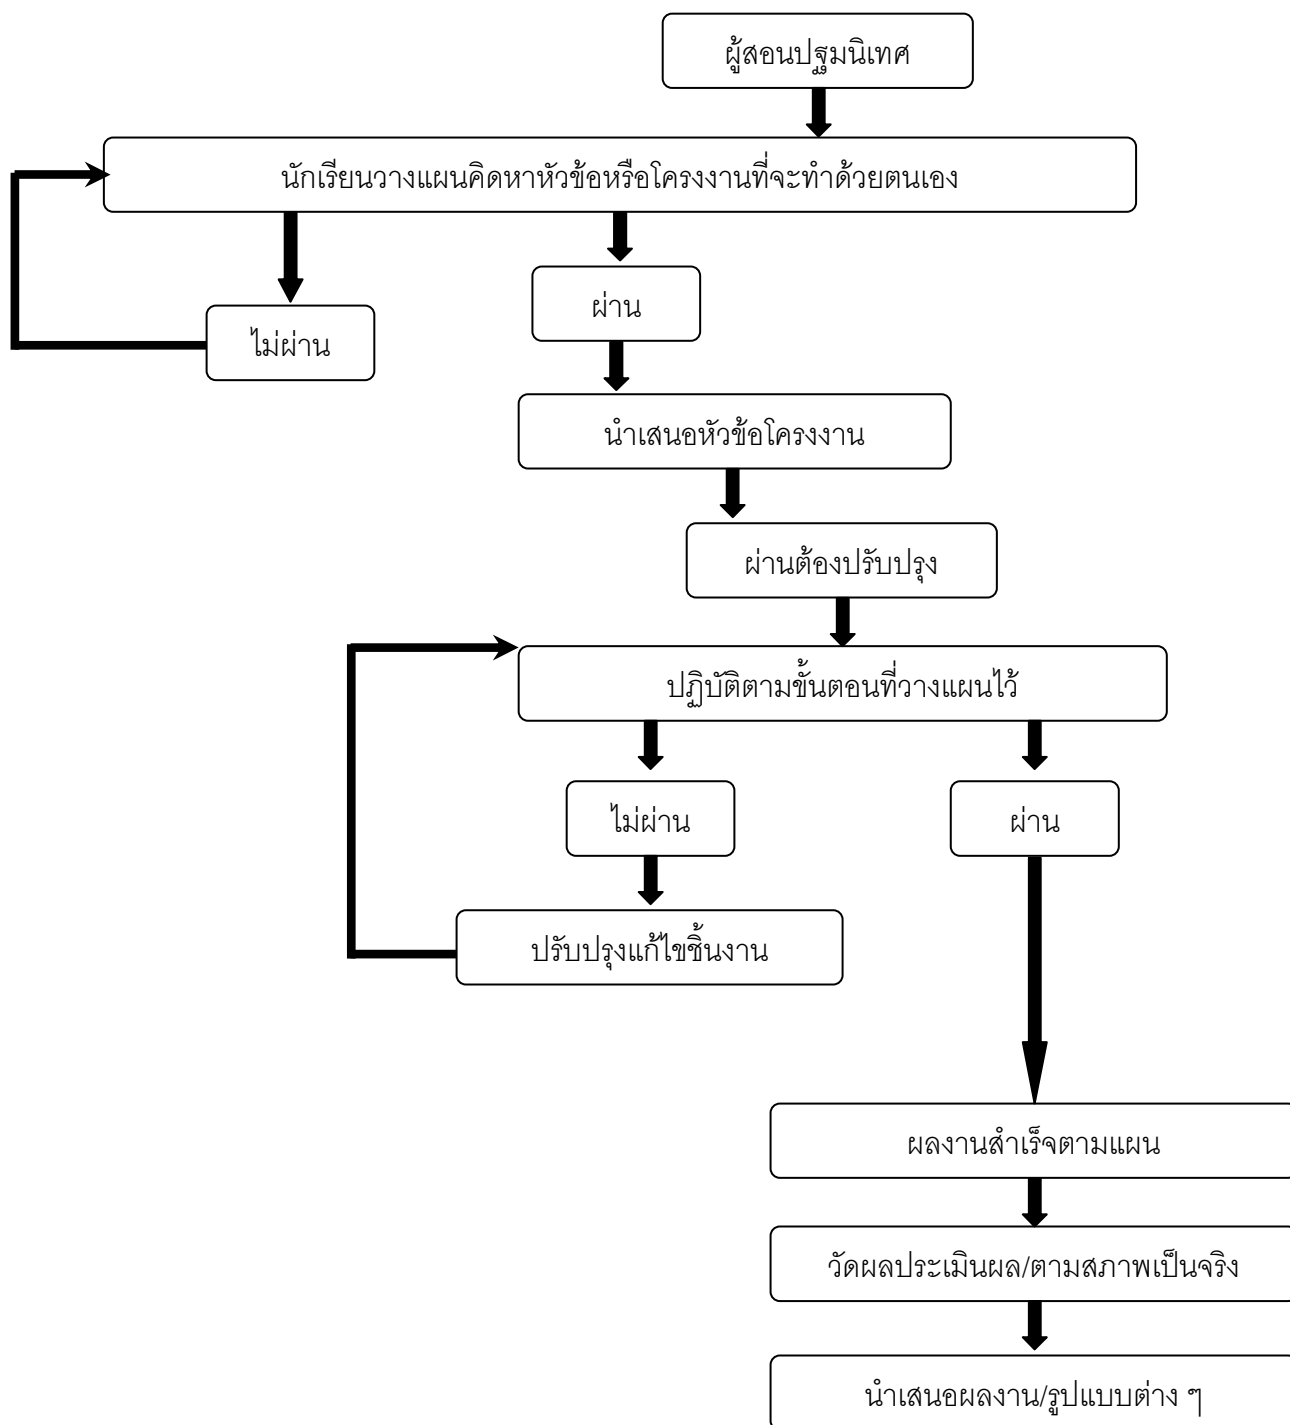 ผู้สอนปฐมนิเทศ
นักเรียนวางแผนคิดหาหัวข้อหรือโครงงานที่จะทำด้วยตนเอง
ผ่าน
ไม่ผ่าน
นำเสนอหัวข้อโครงงาน
ผ่านต้องปรับปรุง
ปฏิบัติตามขั้นตอนที่วางแผนไว้
ไม่ผ่าน
ผ่าน
ปรับปรุงแก้ไขชิ้นงาน
ผลงานสำเร็จตามแผน
วัดผลประเมินผล/ตามสภาพเป็นจริง
นำเสนอผลงาน/รูปแบบต่าง ๆ